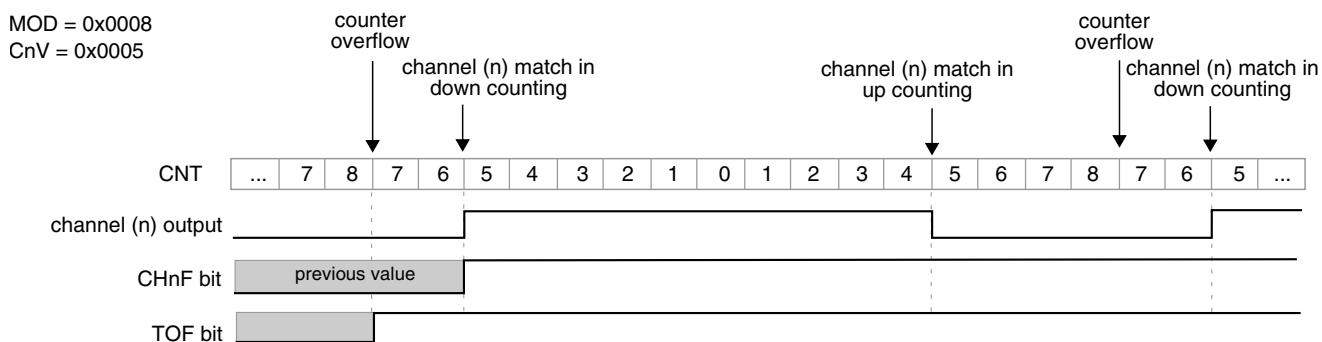 MOD = 0x0008
CnV = 0x0005
counter
overflow
channel (n) match in
down counting
channel (n) match in
up counting
counter
overflow
channel (n) match in
down counting
CNT ... 7 8 7 6 5 4 3 2 1 0 1 2 3 4 5 6 7 8 7 6 5 ...
channel (n) output
CHnF bit previous value
TOF bit